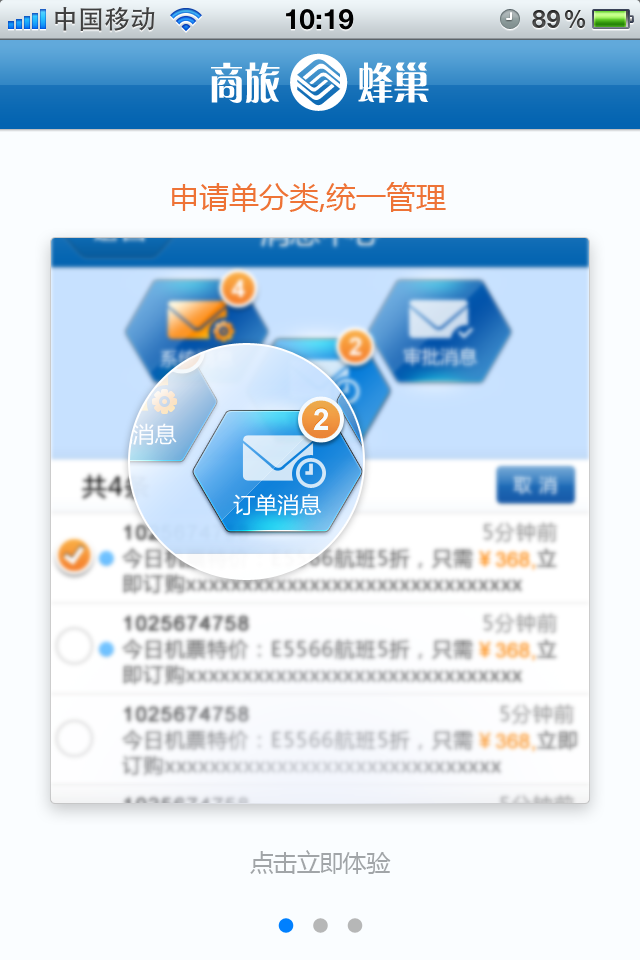 中国移动 10:19 89%
商旅 蜂巢
申请单分类,统一管理
消息中心
4
2
审批消息
消息
2
订单消息
共4
取消
5分钟前
今日机票特价：E5566航班5折，只需￥368,立
即订购xxxxxxxxxxxxxxxxxxxxxxxxxxxxxx
1025674758 5分钟前
今日机票特价：E5566航班5折，只需￥368,立
即订购xxxxxxxxxxxxxxxxxxxxxxxxxxxxxx
1025674758 5分钟前
今日机票特价：E5566航班5折，只需￥368,立即
订购xxxxxxxxxxxxxxxxxxxxxxxxxxxxxx
点击立即体验